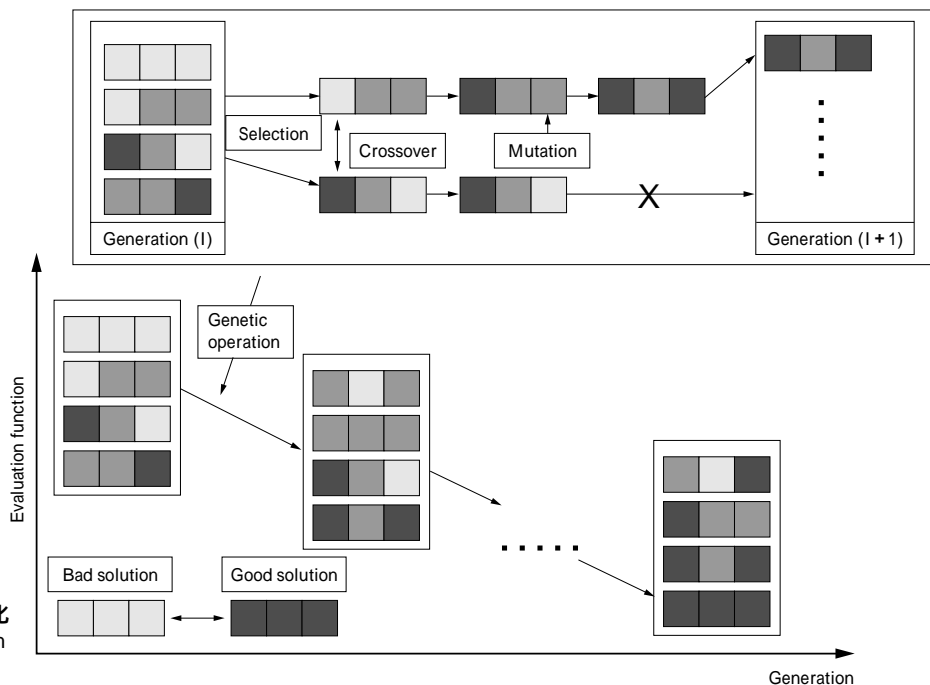 Selection
Crossover
Mutation
X
Generation (I)
Generation (I + 1)
Genetic
operation
Evaluation function
Bad solution
Good solution
n
Generation